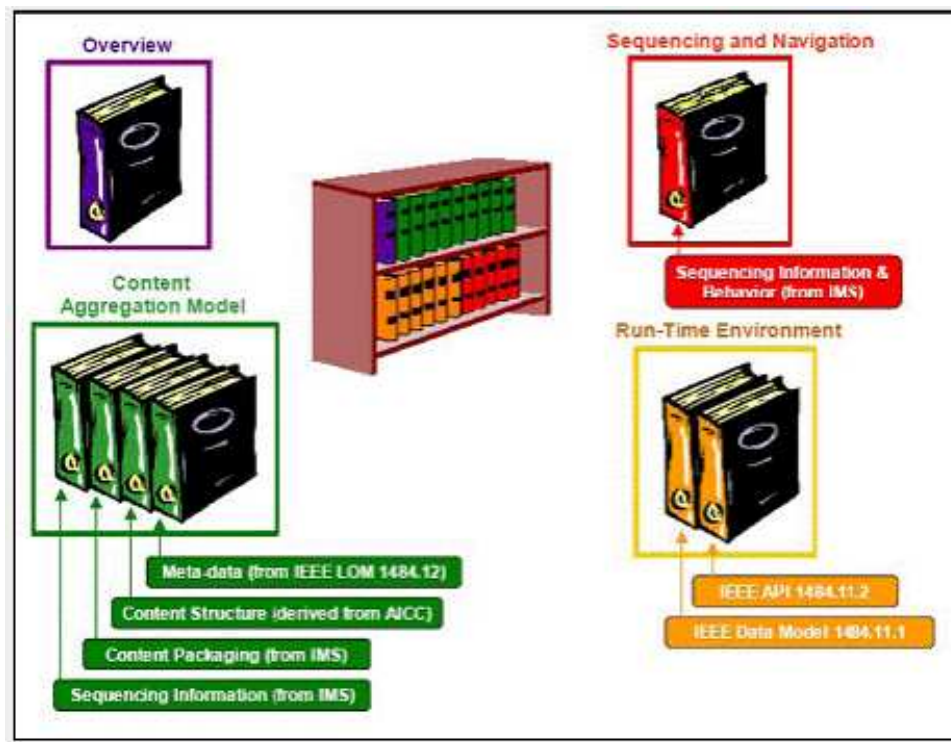 Overview
Sequencing and Navigation
Sequencing Information &
Behavior (from IMS)
Content
Aggregation Model
Run-Time Environment
Meta-data (from IEEE LOM 1484.12)
Content Structure (derived from AICC)
Content Packaging (from IMS)
Sequencing Information (from IMS)
IEEE API 1484.11.2
IEEE Data Model 1484.11.1